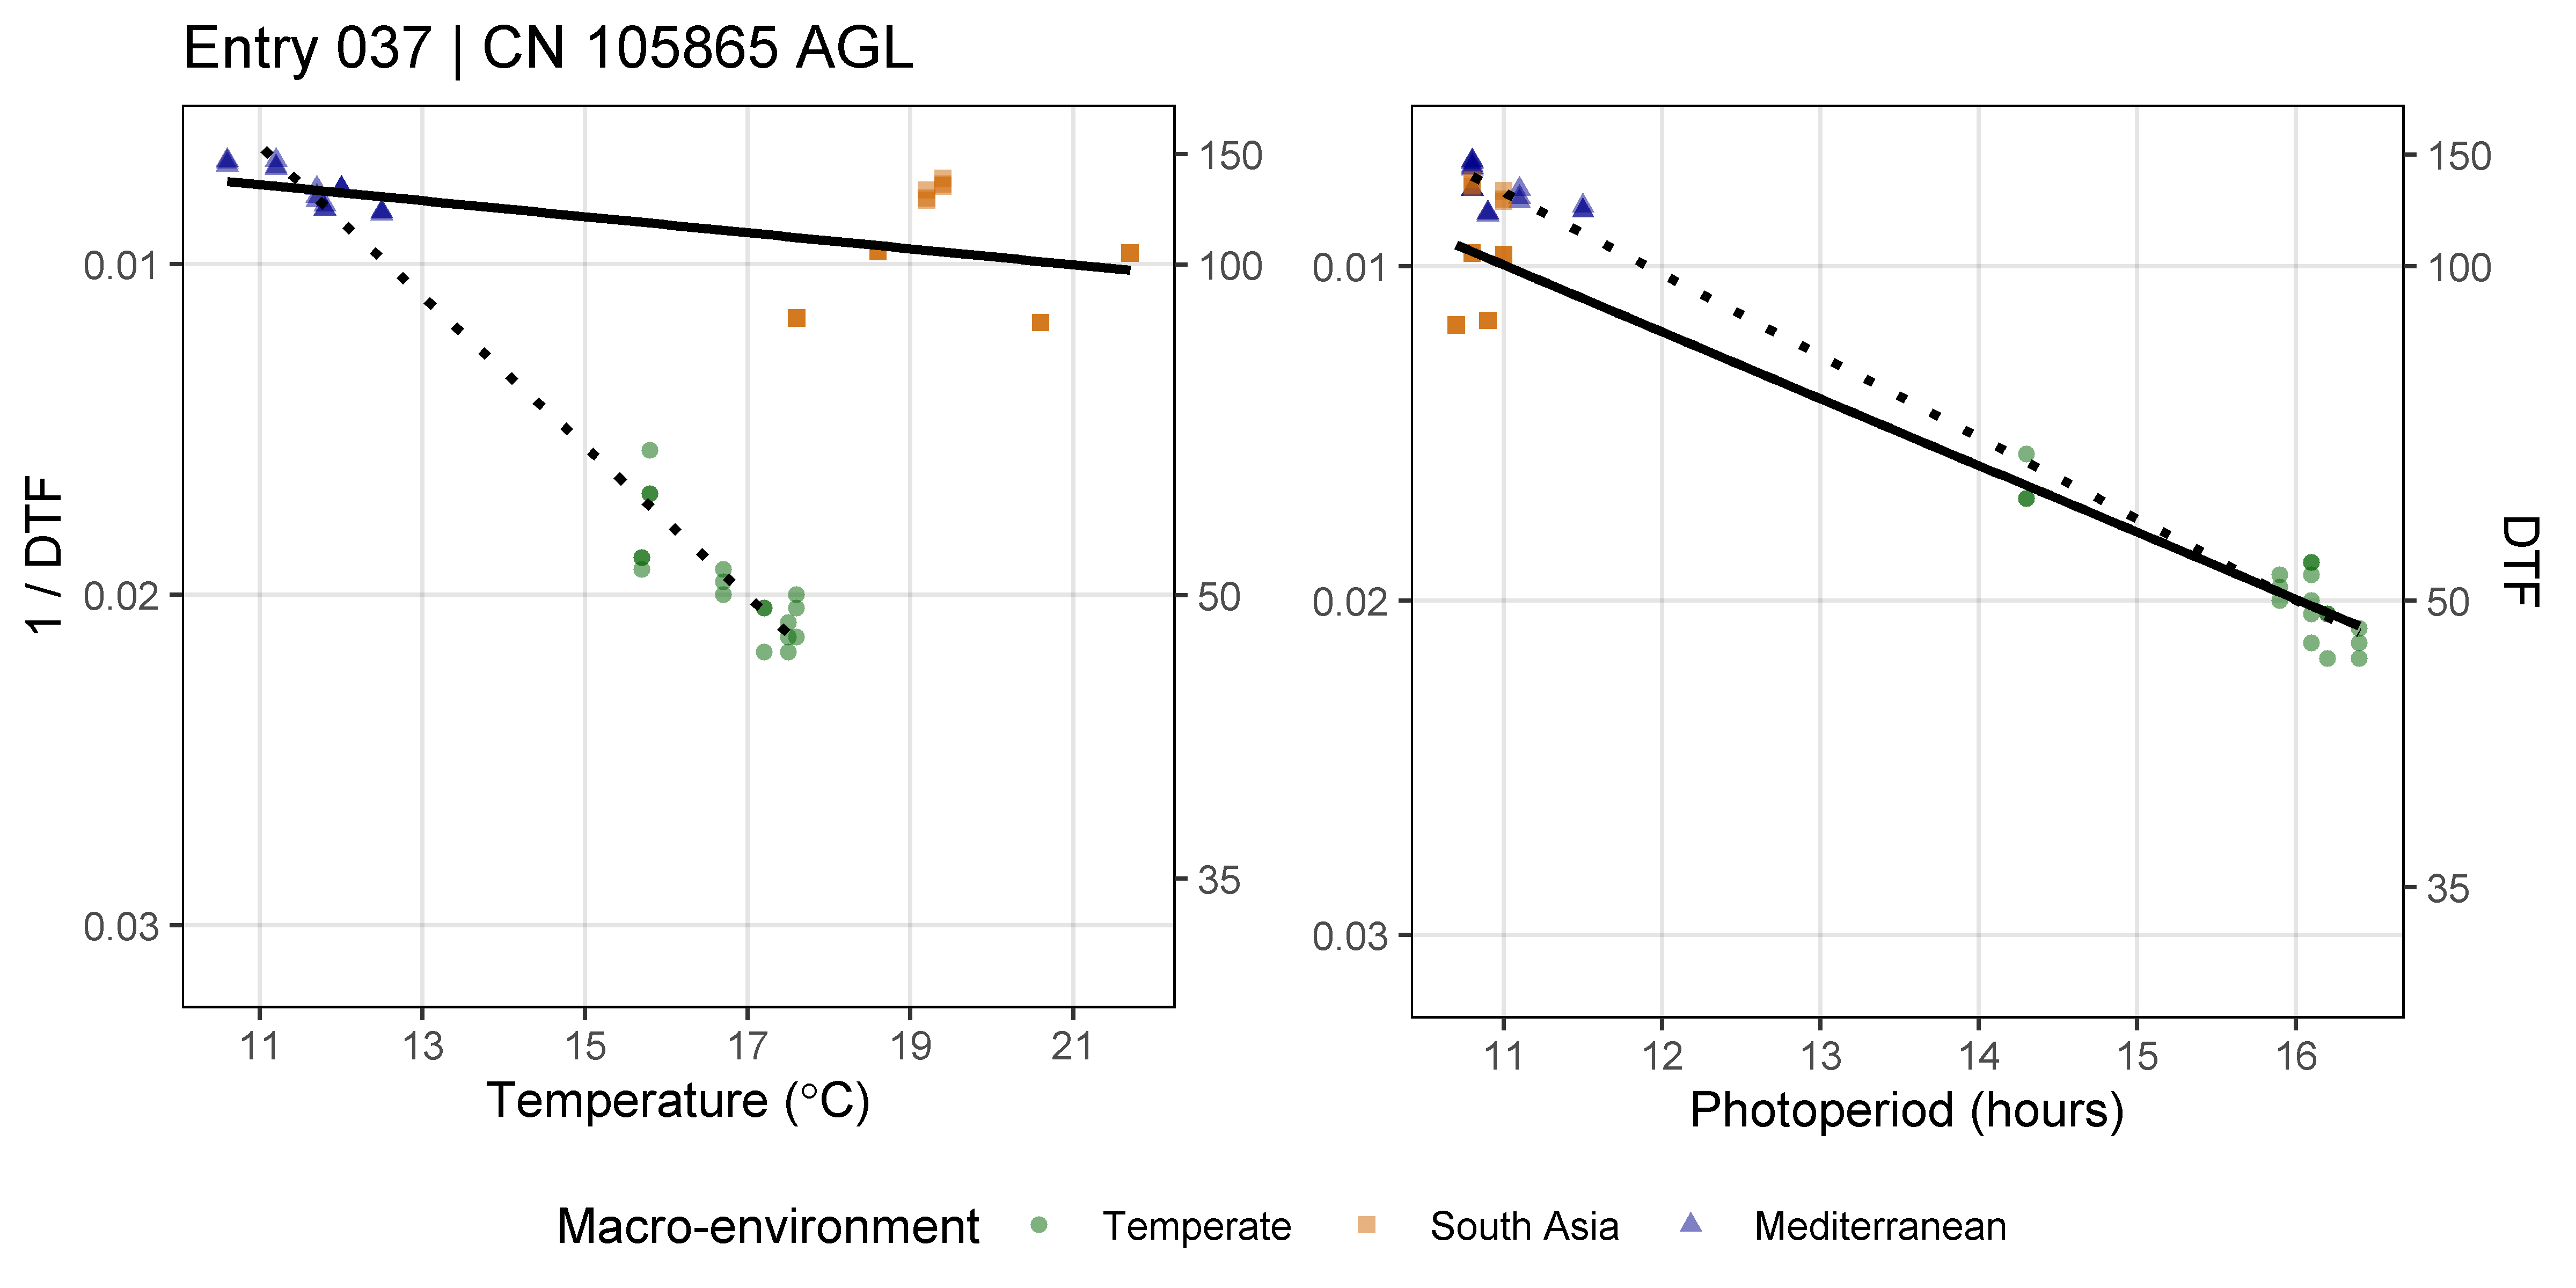 Entry 037 | CN 105865 AGL
1 / DTF
0.01
0.02
0.03
150
100
50
35
11 13 15 17 19 21
Temperature (°C)
0.01
0.02
0.03
150
100
50
35
DTF
11 12 13 14 15 16
Photoperiod (hours)
Macro-environment Temperate South Asia Mediterranean